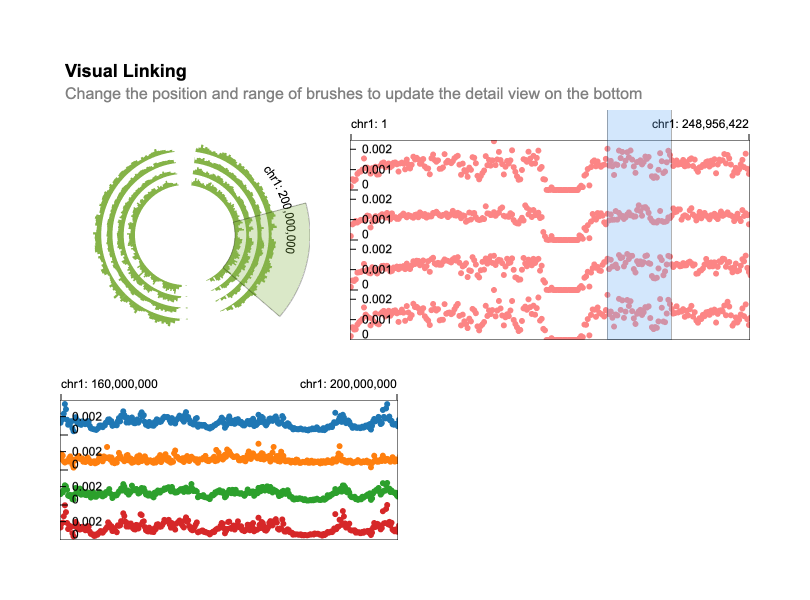 Visual Linking
Change the position and range of brushes to update the detail view on the bottom
chr1: 200,000,000
chr1: 1
chr1: 248,956,422
0.002
0.001
0
0.002
0.001
0
0.002
0.001
0
0.002
0.001
0
chr1: 160,000,000
chr1: 200,000,000
0.002
0
0.002
0
0.002
0
0.002
0